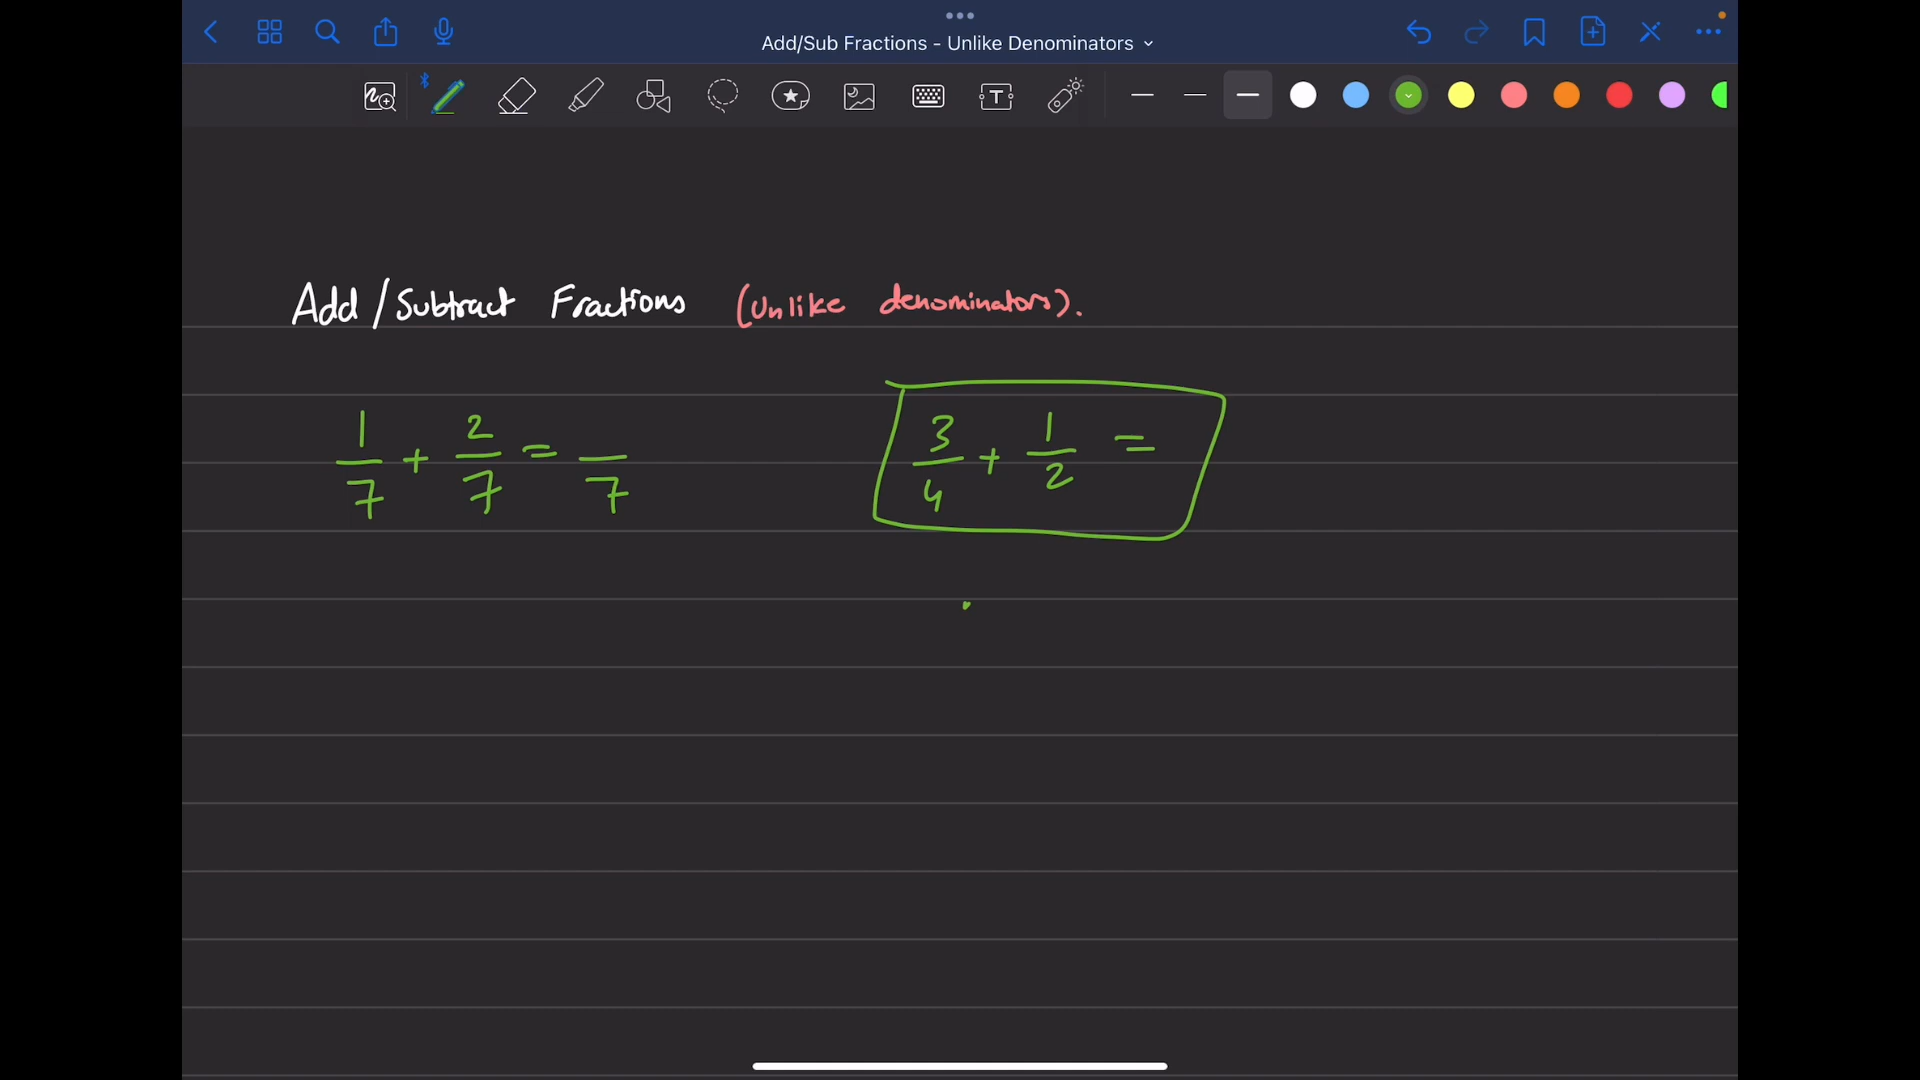 Add/Sub Fractions - Unlike Denominators
T
Add/Subtract Fractions (Unlike denominators).
1/7 + 2/7 = /7
3/4 + 1/2 =